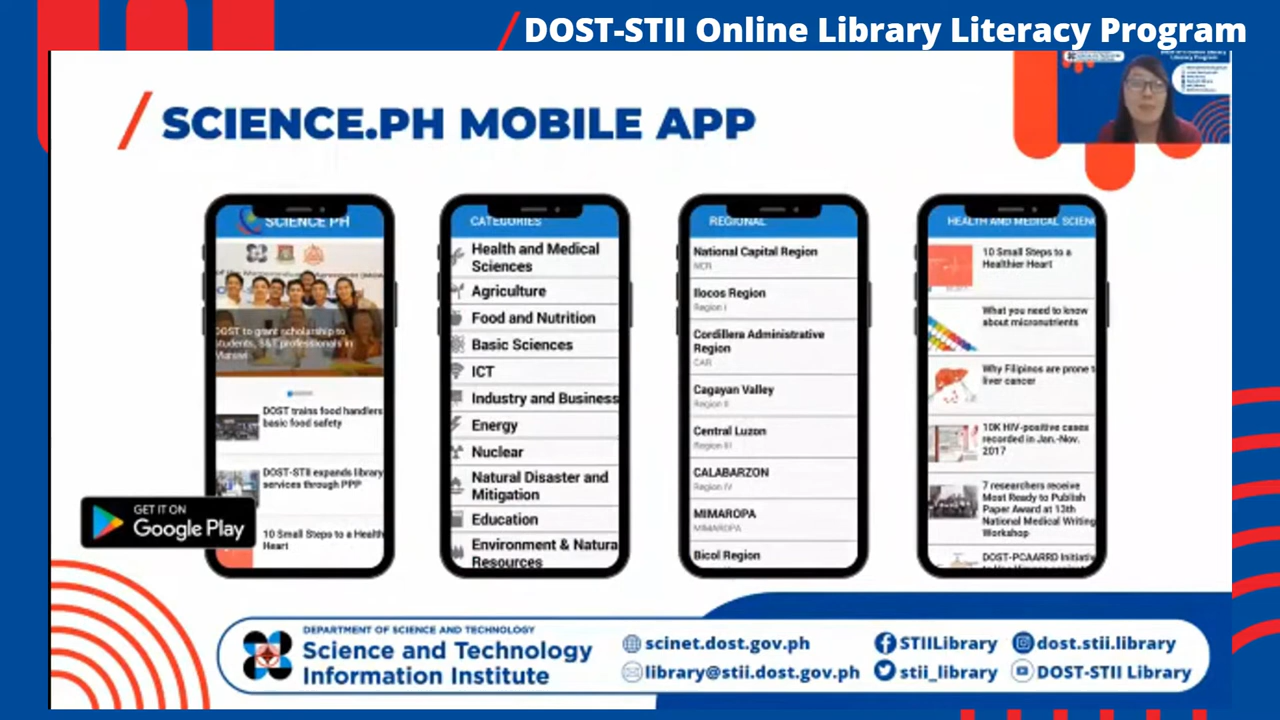 DOST-STII Online Library Literacy Program
SCIENCE.PH MOBILE APP
SCIENCE PH
DOST to grant scholarship to
students, S&T professionals in
Marawi
DOST trains food handlers
basic food safety
DOST-STII expands library
services through PPP
10 Small Steps to a Health
Heart
GET IT ON
Google Play
CATEGORIES
Health and Medical
Sciences
Agriculture
Food and Nutrition
Basic Sciences
ICT
Industry and Business
Energy
Nuclear
Natural Disaster and
Mitigation
Education
Environment & Natura
Resources
REGIONAL
National Capital Region
NCR
Ilocos Region
Region I
Cordillera Administrative
Region
CAR
Cagayan Valley
Region II
Central Luzon
Region III
CALABARZON
Region IV
MIMAROPA
MIMAROPA
Bicol Region
HEALTH AND MEDICAL SCIENC
10 Small Steps to a
Healthier Heart
What you need to know
about micronutrients
Why Filipinos are prone t
liver cancer
10K HIV-positive cases
recorded in Jan.-Nov.
2017
7 researchers receive
Most Ready to Publish
Paper Award at 13th
National Medical Writing
Workshop
DOST-PCAARRD Initiativ
DEPARTMENT OF SCIENCE AND TECHNOLOGY
Science and Technology
Information Institute
scinet.dost.gov.ph
library@stii.dost.gov.ph
STIILibrary
stii_library
dost.stii.library
DOST-STII Library